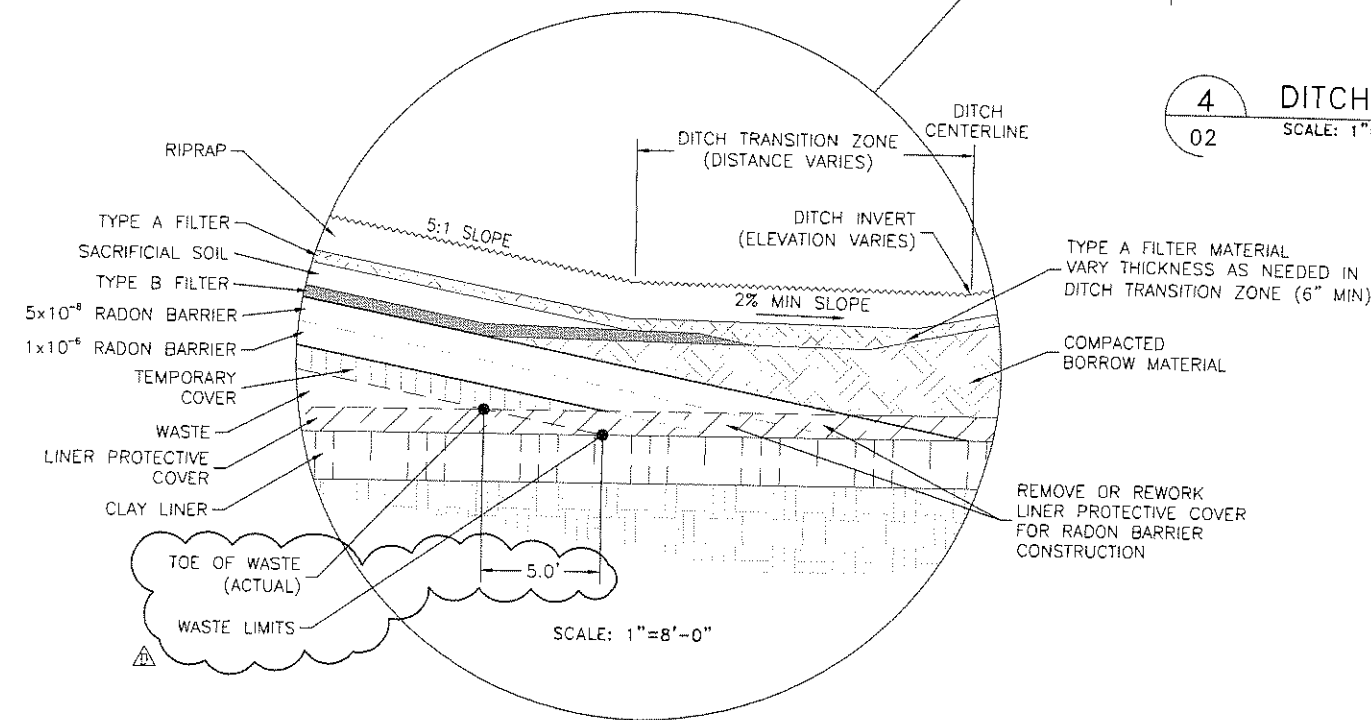 4
02
DITCH
SCALE: 1"=
DITCH
CENTERLINE
DITCH TRANSITION ZONE
(DISTANCE VARIES)
RIPRAP
5:1 SLOPE
DITCH INVERT
(ELEVATION VARIES)
TYPE A FILTER
SACRIFICIAL SOIL
TYPE B FILTER
5x10⁻⁸ RADON BARRIER
1x10⁻⁶ RADON BARRIER
TEMPORARY
COVER
WASTE
LINER PROTECTIVE
COVER
CLAY LINER
2% MIN SLOPE
TYPE A FILTER MATERIAL
VARY THICKNESS AS NEEDED IN
DITCH TRANSITION ZONE (6" MIN)
COMPACTED
BORROW MATERIAL
REMOVE OR REWORK
LINER PROTECTIVE COVER
FOR RADON BARRIER
CONSTRUCTION
TOE OF WASTE
(ACTUAL)
5.0'
WASTE LIMITS
SCALE: 1"=8'-0"